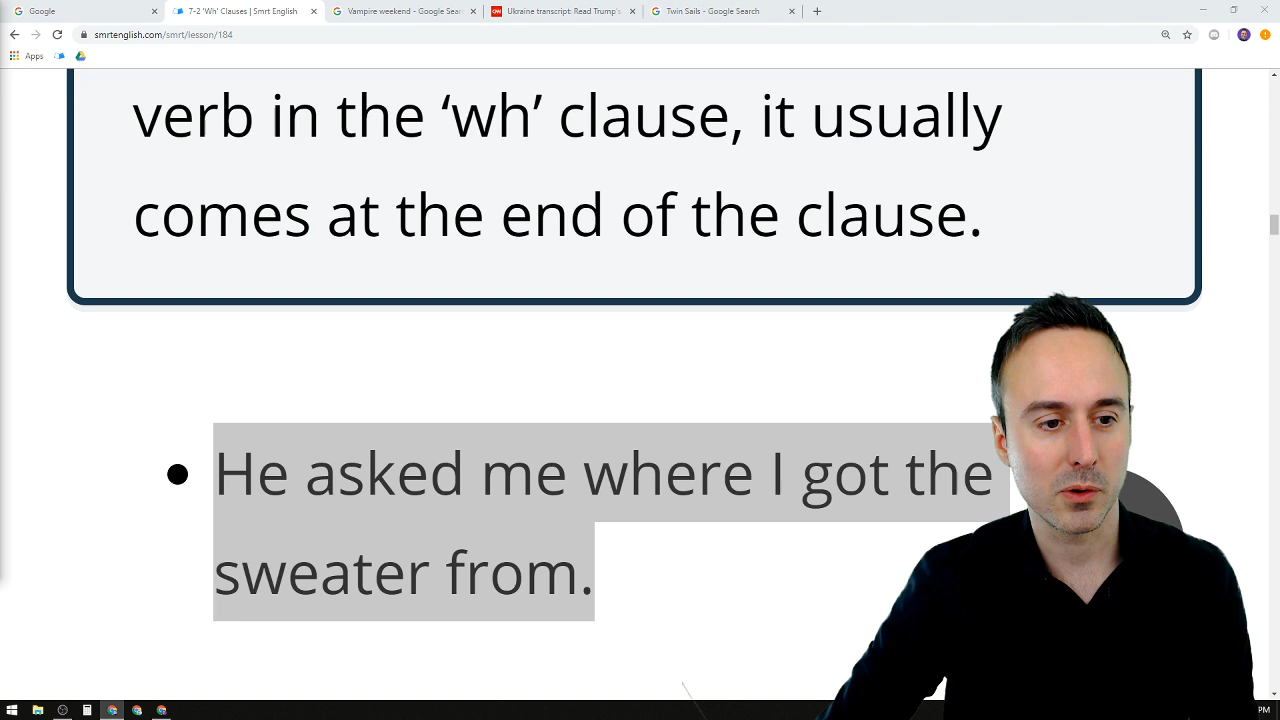 Google
7-2 'Wh' Clauses | Smrt English
Vampire weekend - Google Sear
CNN
Ukraine transcript: Read Trump's
Twin Sails - Google Search
smrtenglish.com/smrt/lesson/184
Apps
verb in the ‘wh’ clause, it usually
comes at the end of the clause.
He asked me where I got the
sweater from.
PM